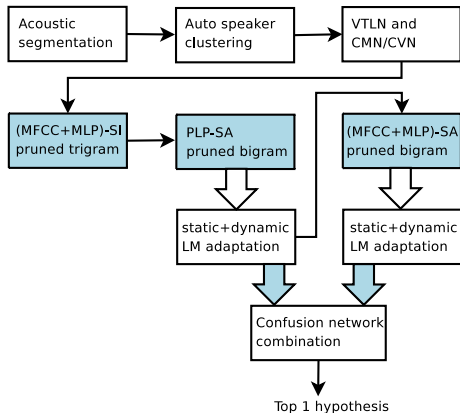 Acoustic
segmentation
Auto speaker
clustering
VTLN and
CMN/CVN
(MFCC+MLP)-SI
pruned trigram
PLP-SA
pruned bigram
(MFCC+MLP)-SA
pruned bigram
static+dynamic
LM adaptation
static+dynamic
LM adaptation
Confusion network
combination
Top 1 hypothesis